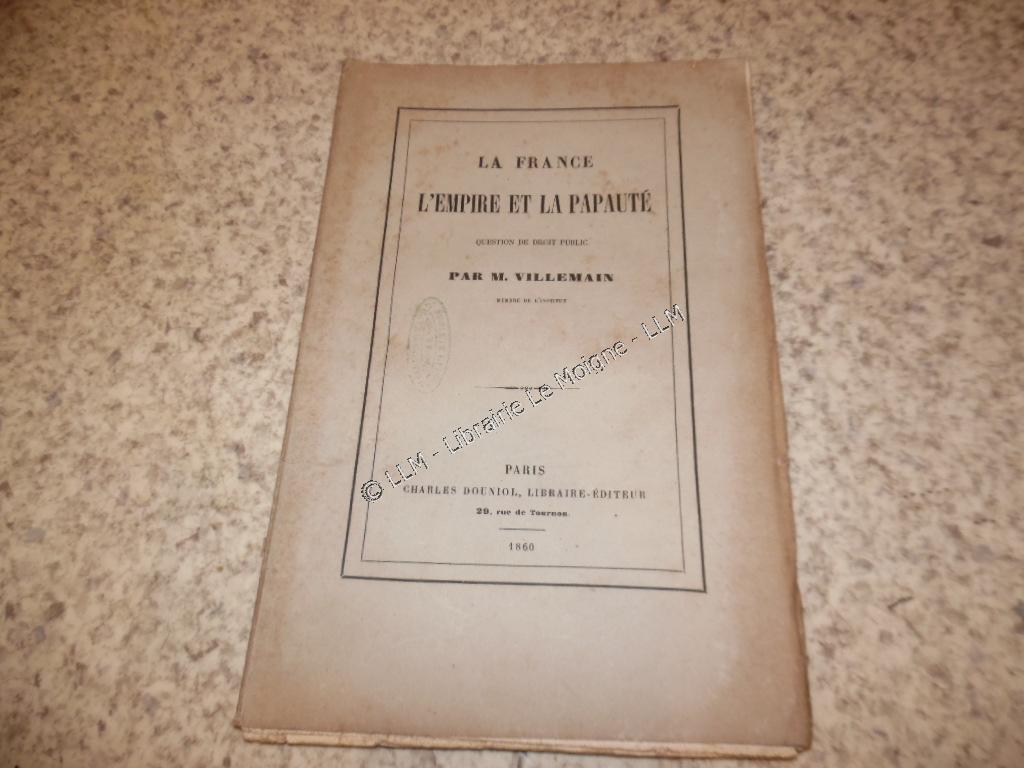 LA FRANCE
L'EMPIRE ET LA PAPAUTÉ
QUESTION DE DROIT PUBLIC
PAR M. VILLEMAIN
MEMBRE DE L'INSTITUT
© LLM - Librairie Le Moigne - LLM
PARIS
CHARLES DOUNIOL, LIBRAIRE-ÉDITEUR
29, rue de Tournon.
1860